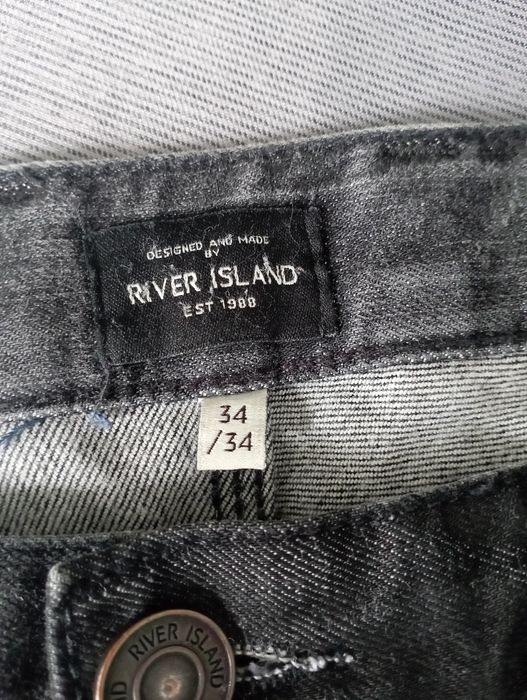 DESIGNED AND MADE
BY
RIVER ISLAND
EST 1988
34
/34
RIVER ISLAND